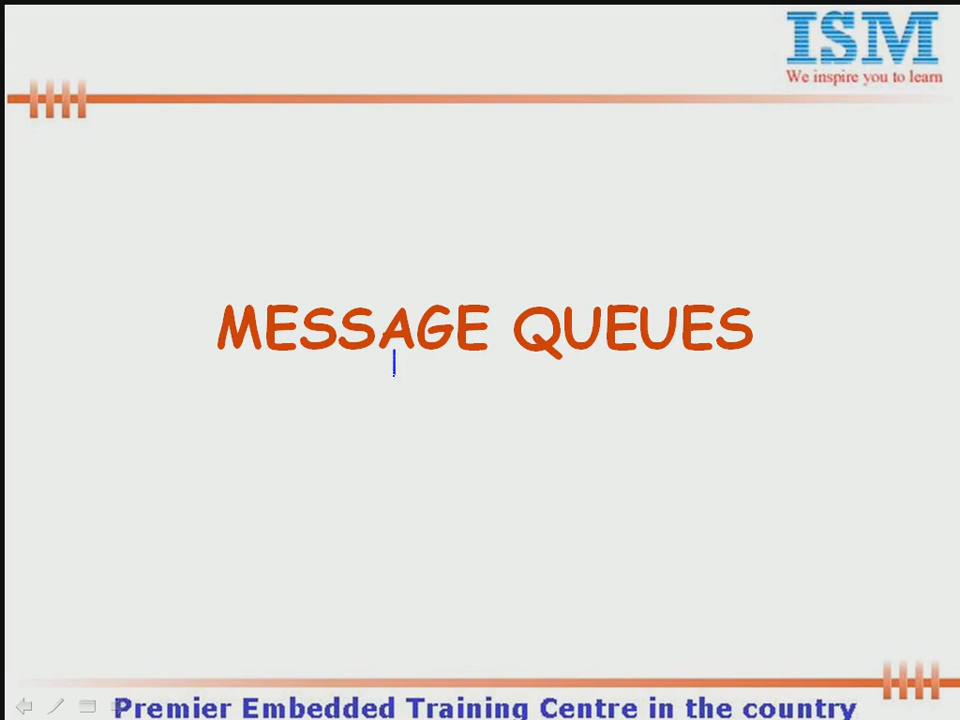 ISM
We inspire you to learn
MESSAGE QUEUES
Premier Embedded Training Centre in the country